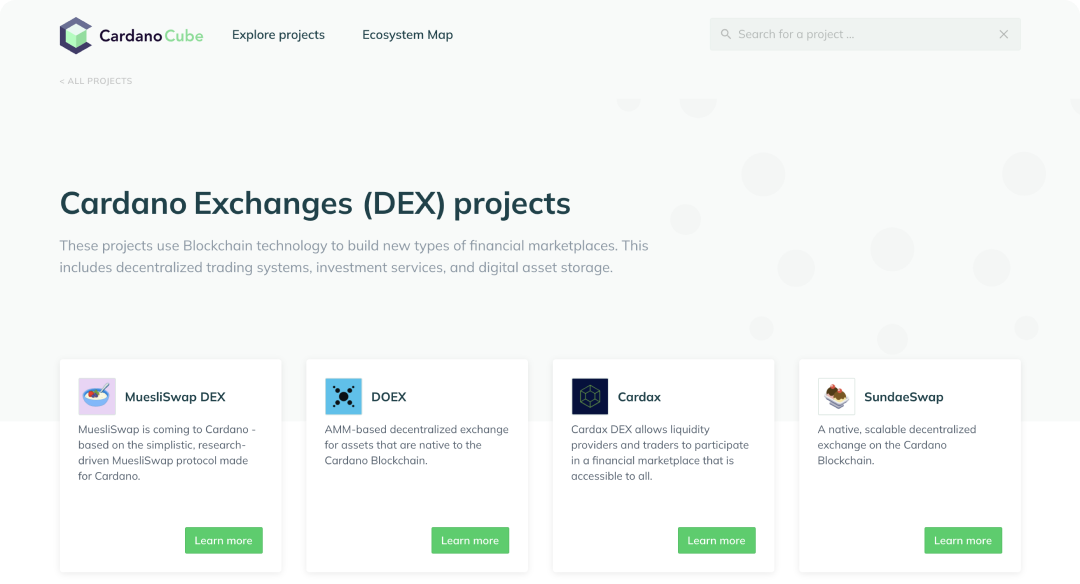 CardanoCube
Explore projects
Ecosystem Map
Search for a project ...
< ALL PROJECTS
Cardano Exchanges (DEX) projects
These projects use Blockchain technology to build new types of financial marketplaces. This
includes decentralized trading systems, investment services, and digital asset storage.
MuesliSwap DEX
MuesliSwap is coming to Cardano -
based on the simplistic, research-
driven MuesliSwap protocol made
for Cardano.
Learn more
DOEX
AMM-based decentralized exchange
for assets that are native to the
Cardano Blockchain.
Learn more
Cardax
Cardax DEX allows liquidity
providers and traders to participate
in a financial marketplace that is
accessible to all.
Learn more
SundaeSwap
A native, scalable decentralized
exchange on the Cardano
Blockchain.
Learn more